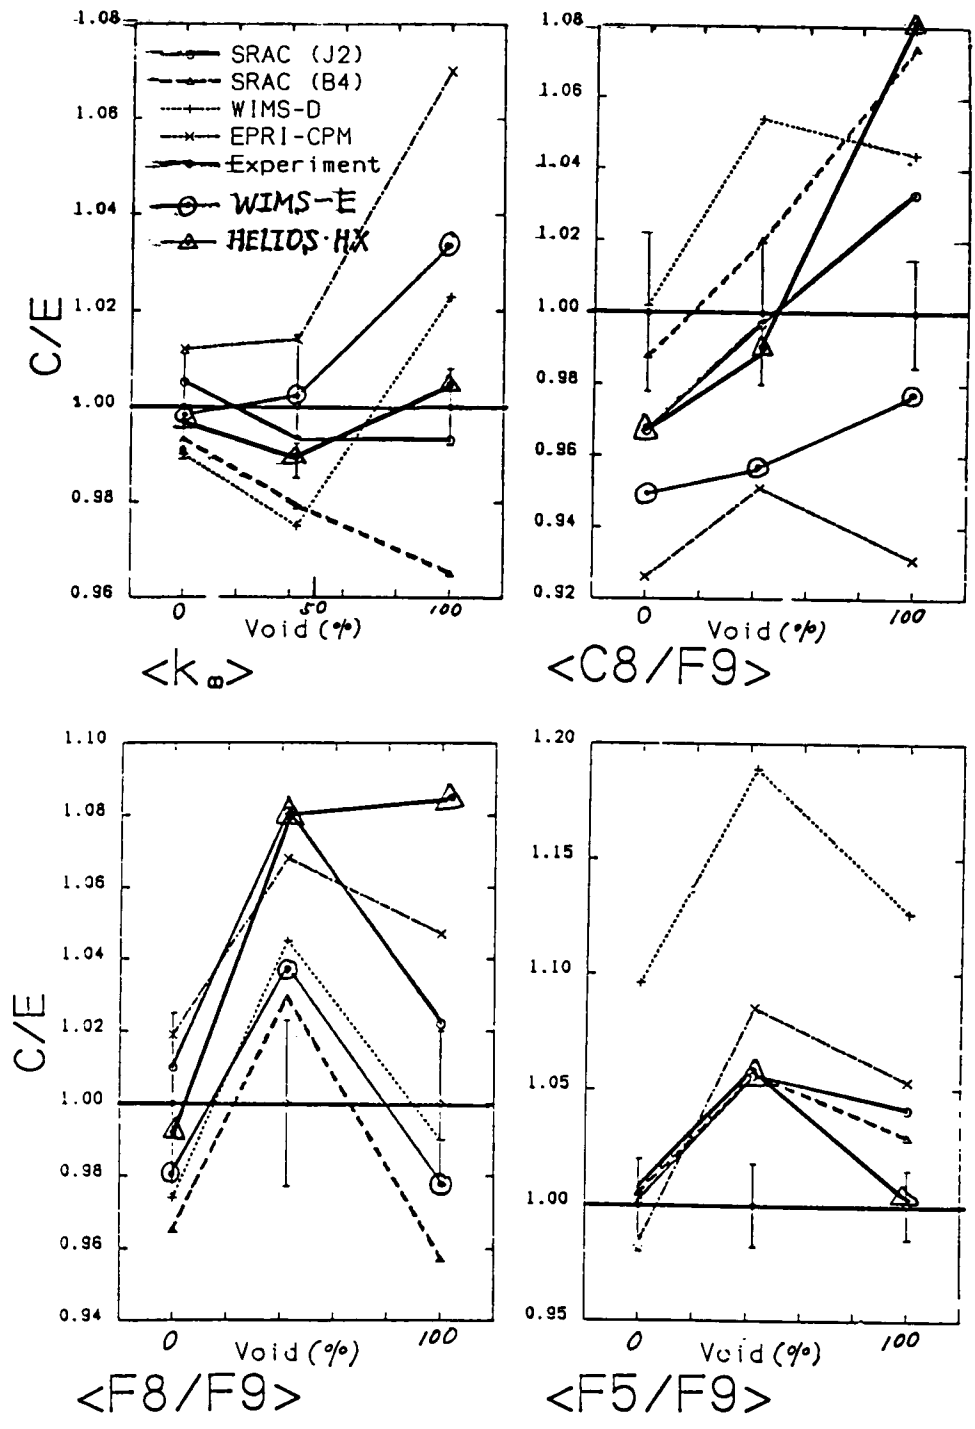 1.08
SRAC (J2)
SRAC (B4)
WIMS-D
EPRI-CPM
Experiment
WIMS-E
HELIOS·HX
1.06
1.04
1.02
1.00
0.98
0.96
C/E
0 50 100
Void (%)
<k∞>
1.08
1.06
1.04
1.02
1.00
0.98
0.96
0.94
0.92
0 100
Void (%)
<C8/F9>
1.10
1.08
1.06
1.04
1.02
1.00
0.98
0.96
0.94
C/E
0 100
Void (%)
<F8/F9>
1.20
1.15
1.10
1.05
1.00
0.95
0 100
Void (%)
<F5/F9>